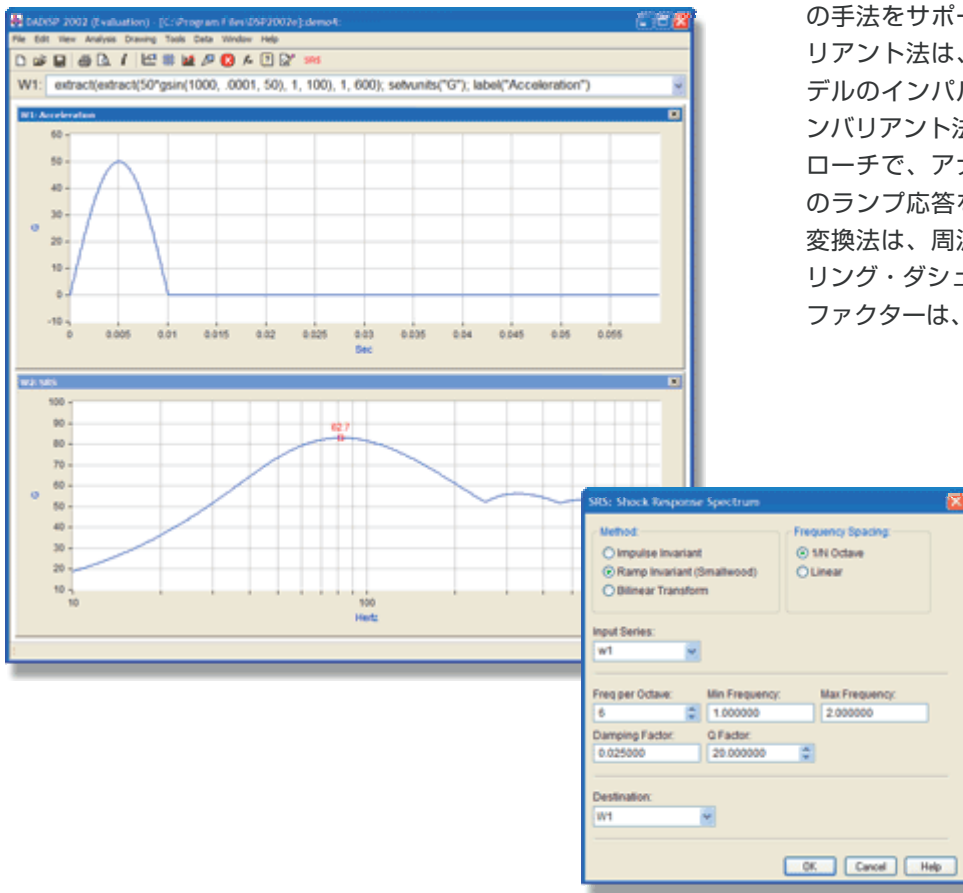 DADiSP 2002 (Evaluation) - [C:\Program Files\DSP2002e]:demo4:
File Edit View Analysis Drawing Tools Data Window Help
SRS
W1: extract(extract(50*gsin(1000, .0001, 50), 1, 100), 1, 600); setvunits("G"); label("Acceleration")
W1: Acceleration
60
50
40
30
20
10
0
-10
G
0 0.005 0.01 0.015 0.02 0.025 0.03 0.035 0.04 0.045 0.05 0.055
Sec
W2: SRS
100
90
80
70
60
50
40
30
20
10
G
82.7
10 100
Hertz
の手法をサポー
リアント法は、
デルのインパル
ンバリアント法
ローチで、アナ
のランプ応答を
変換法は、周波
リング・ダシュ
ファクターは、
SRS: Shock Response Spectrum
Method:
Impulse Invariant
Ramp Invariant (Smallwood)
Bilinear Transform
Frequency Spacing:
1/N Octave
Linear
Input Series:
w1
Freq per Octave: Min Frequency: Max Frequency:
6 1.000000 2.000000
Damping Factor: Q Factor:
0.025000 20.000000
Destination:
W1
OK Cancel Help